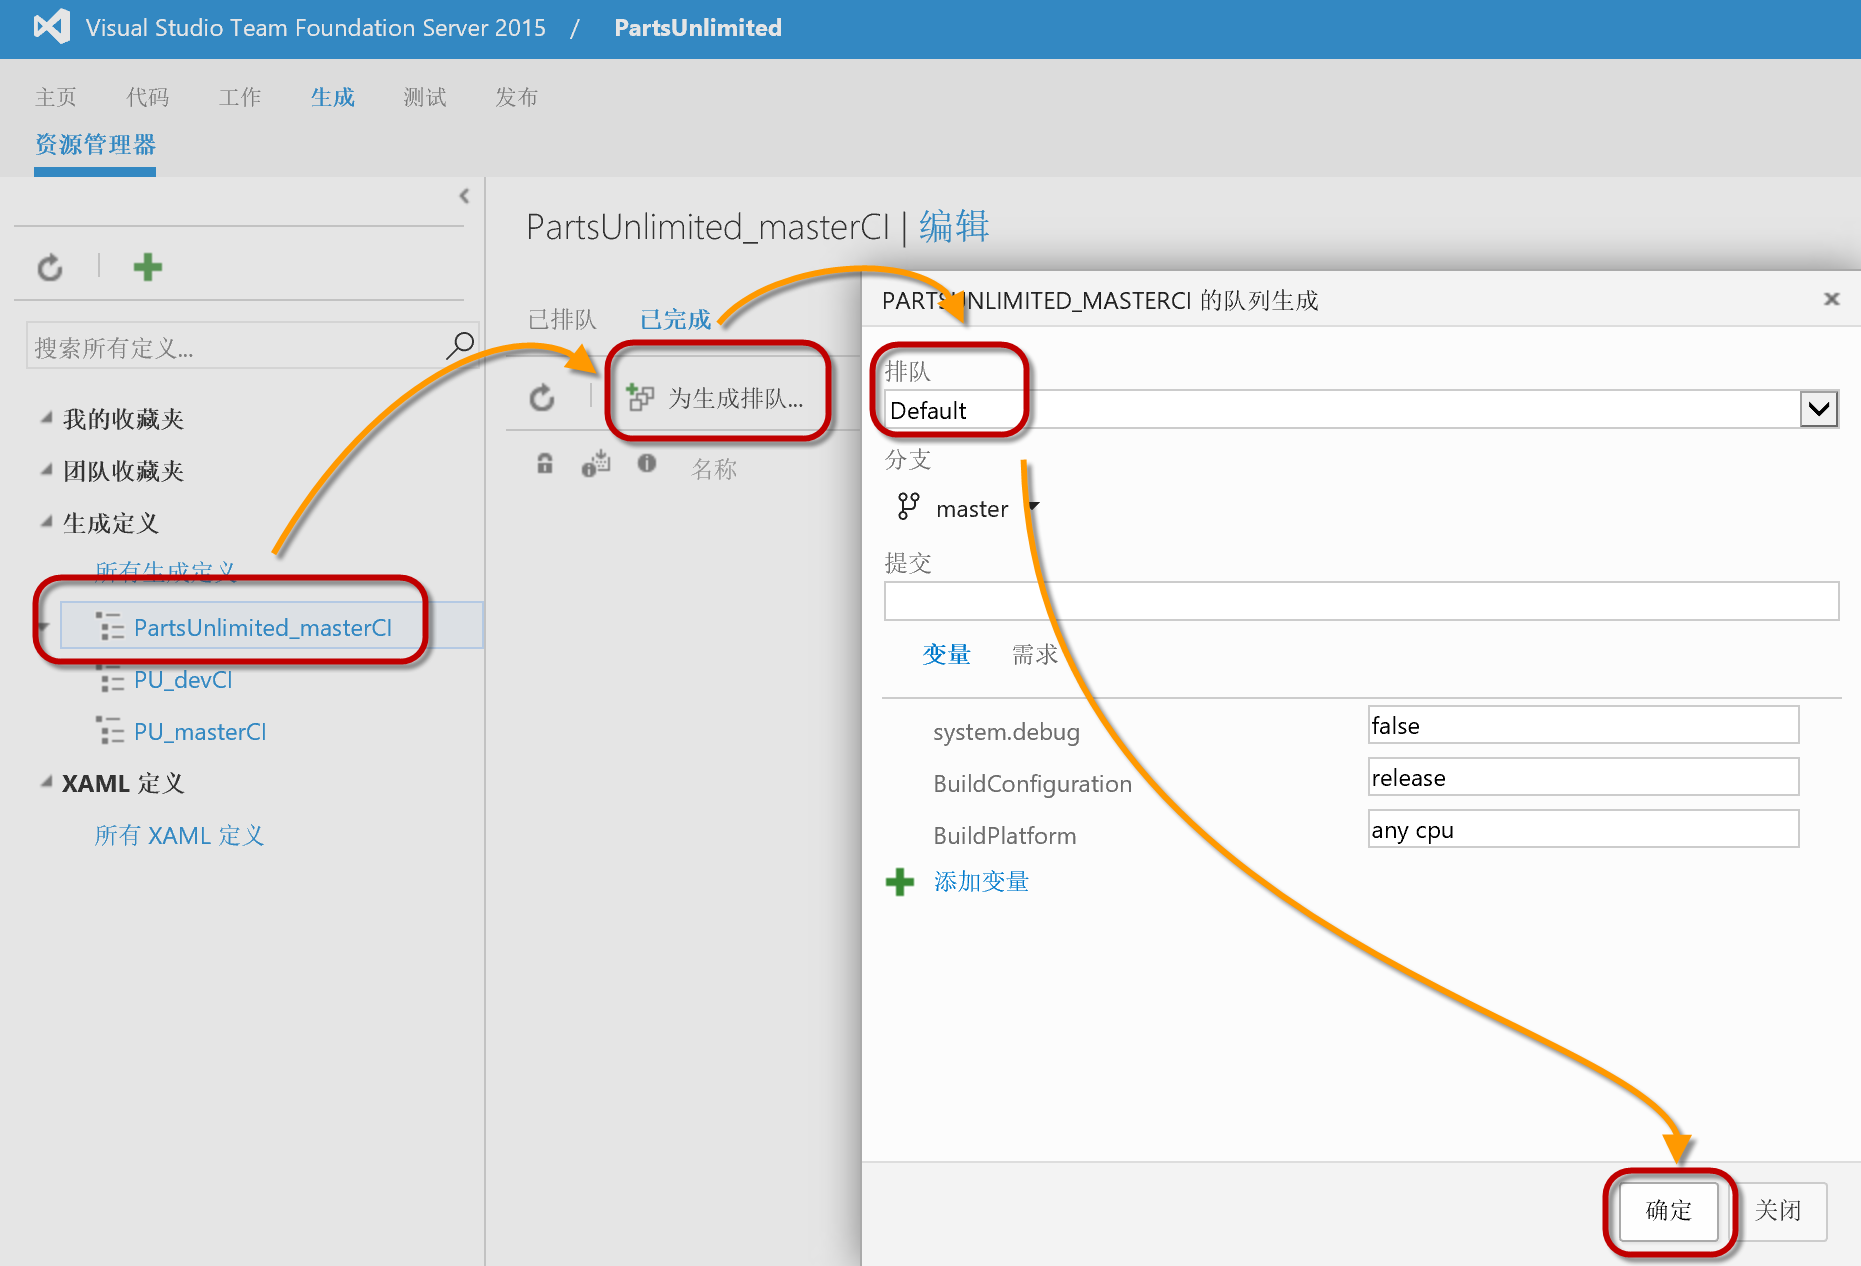 Visual Studio Team Foundation Server 2015 / PartsUnlimited
主页 代码 工作 生成 测试 发布
资源管理器
搜索所有定义...
我的收藏夹
团队收藏夹
生成定义
所有生成定义
PartsUnlimited_masterCI
PU_devCI
PU_masterCI
XAML 定义
所有 XAML 定义
PartsUnlimited_masterCI | 编辑
已排队 已完成
为生成排队...
名称
PARTSUNLIMITED_MASTERCI 的队列生成
排队
Default
分支
master
提交
变量 需求
system.debug false
BuildConfiguration release
BuildPlatform any cpu
添加变量
确定 关闭